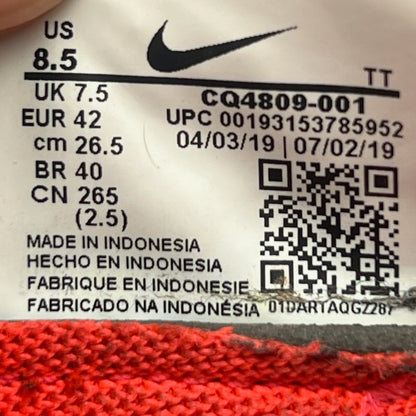 US
8.5
TT
UK 7.5
CQ4809-001
EUR 42
UPC 00193153785952
cm 26.5
04/03/19 | 07/02/19
BR 40
CN 265
(2.5)
MADE IN INDONESIA
HECHO EN INDONESIA
FABRIQUE EN INDONESIE
FABRICADO NA INDONÉSIA
01DARTAQGZ287